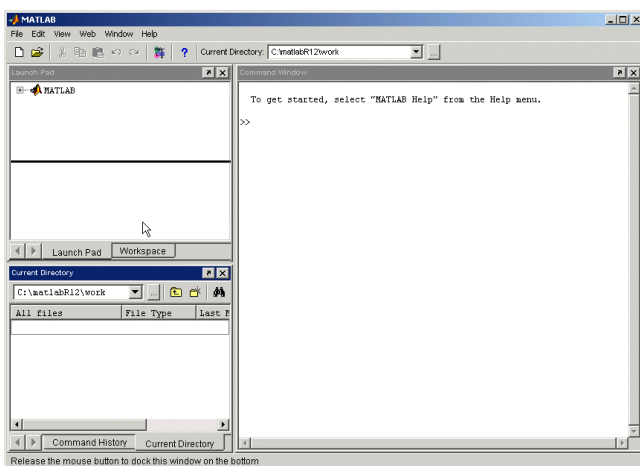 MATLAB
File Edit View Web Window Help
? Current Directory: C:\matlabR12\work ...
Launch Pad
MATLAB
Launch Pad Workspace
Command Window
To get started, select "MATLAB Help" from the Help menu.
>>
Current Directory
C:\matlabR12\work ...
All files File Type Last M
Command History Current Directory
Release the mouse button to dock this window on the bottom